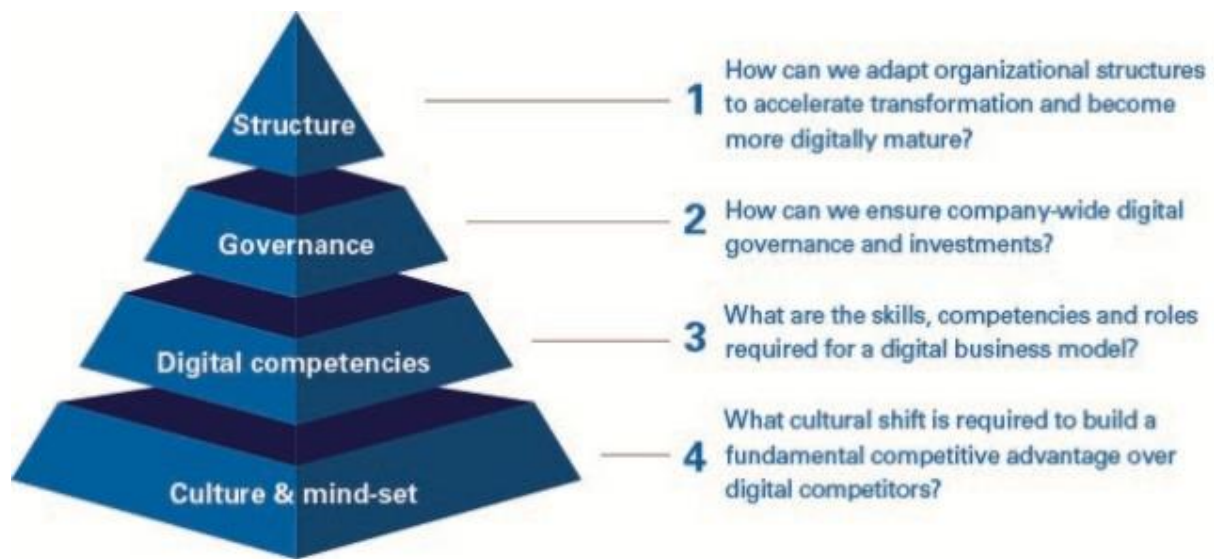 Structure
1
How can we adapt organizational structures
to accelerate transformation and become
more digitally mature?
Governance
2
How can we ensure company-wide digital
governance and investments?
Digital competencies
3
What are the skills, competencies and roles
required for a digital business model?
Culture & mind-set
4
What cultural shift is required to build a
fundamental competitive advantage over
digital competitors?